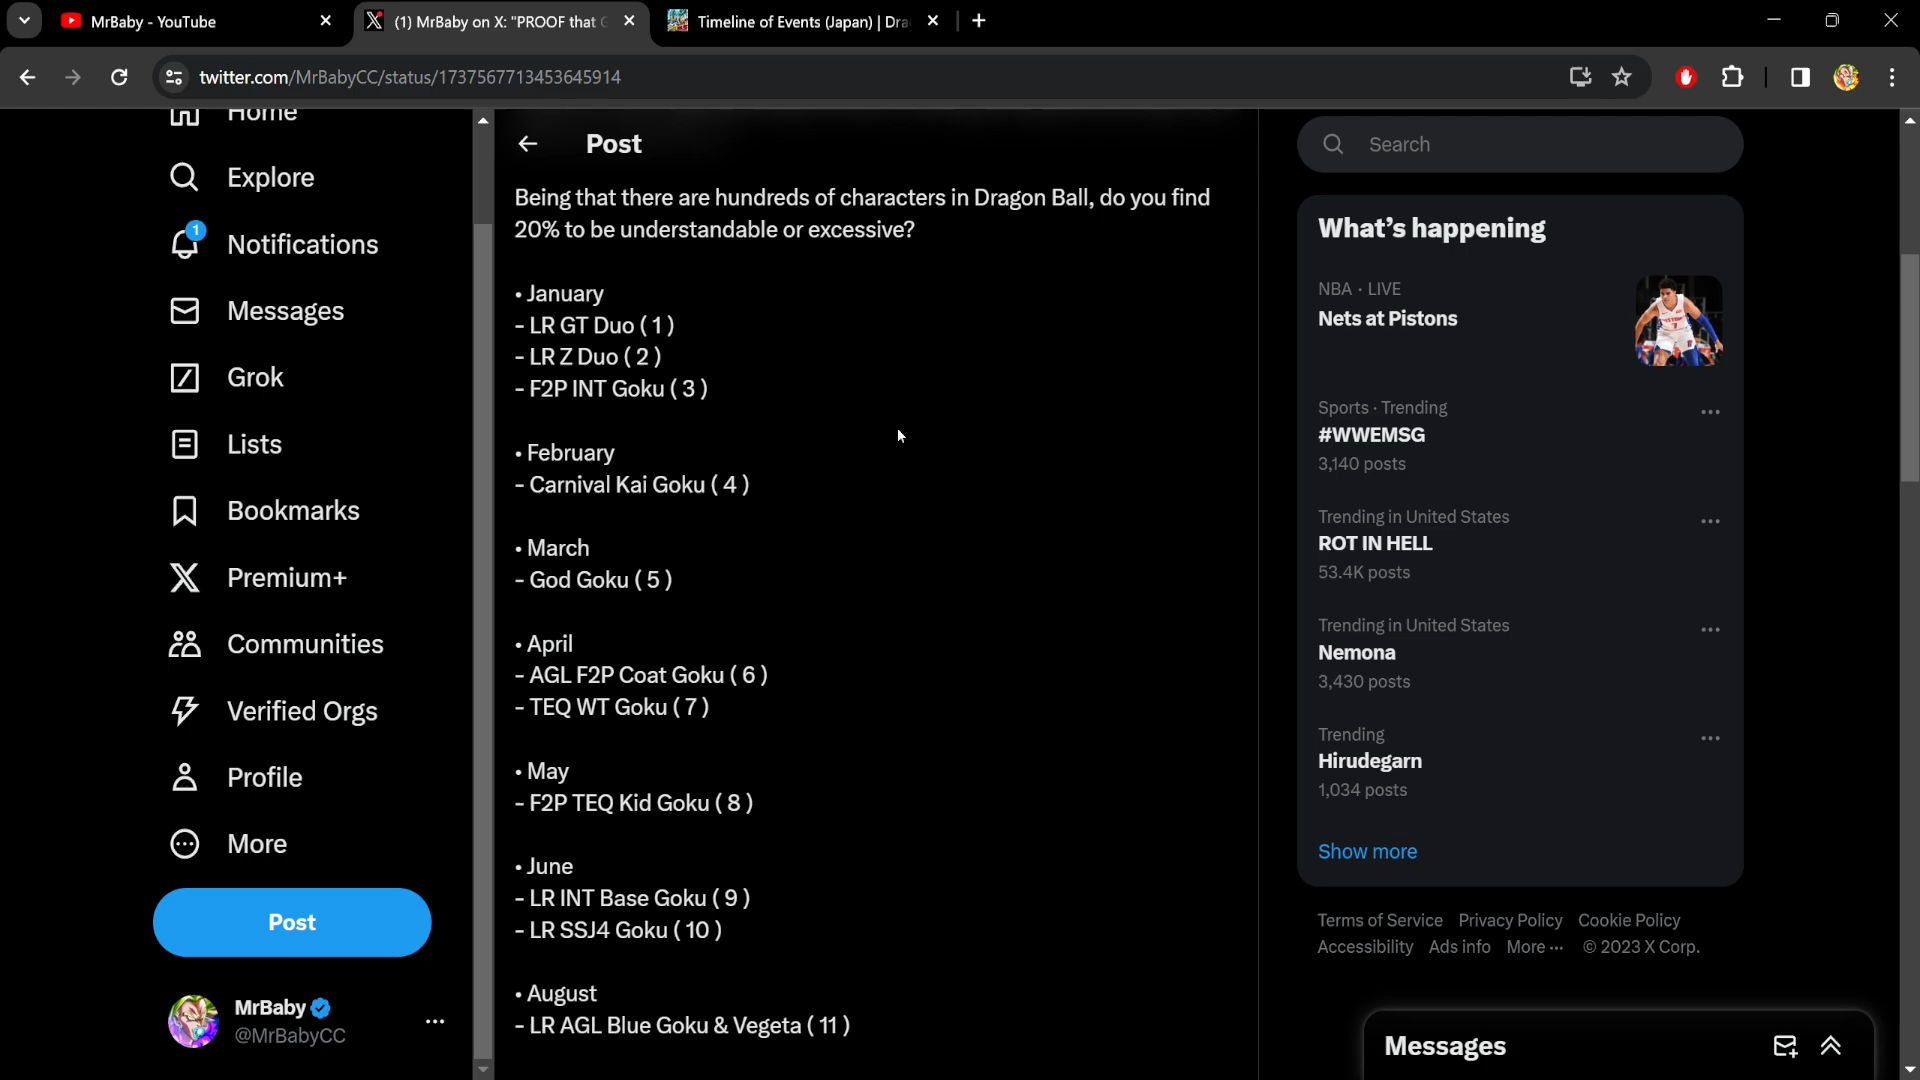 MrBaby - YouTube
(1) MrBaby on X: "PROOF that
Timeline of Events (Japan) | Dra
twitter.com/MrBabyCC/status/1737567713453645914
Home
Explore
1
Notifications
Messages
Grok
Lists
Bookmarks
Premium+
Communities
Verified Orgs
Profile
More
Post
MrBaby
@MrBabyCC
Post
Being that there are hundreds of characters in Dragon Ball, do you find
20% to be understandable or excessive?
• January
- LR GT Duo ( 1 )
- LR Z Duo ( 2 )
- F2P INT Goku ( 3 )
• February
- Carnival Kai Goku ( 4 )
• March
- God Goku ( 5 )
• April
- AGL F2P Coat Goku ( 6 )
- TEQ WT Goku ( 7 )
• May
- F2P TEQ Kid Goku ( 8 )
• June
- LR INT Base Goku ( 9 )
- LR SSJ4 Goku ( 10 )
• August
- LR AGL Blue Goku & Vegeta ( 11 )
Search
What's happening
NBA · LIVE
Nets at Pistons
Sports · Trending
#WWEMSG
3,140 posts
Trending in United States
ROT IN HELL
53.4K posts
Trending in United States
Nemona
3,430 posts
Trending
Hirudegarn
1,034 posts
Show more
Terms of Service Privacy Policy Cookie Policy
Accessibility Ads info More ··· © 2023 X Corp.
Messages